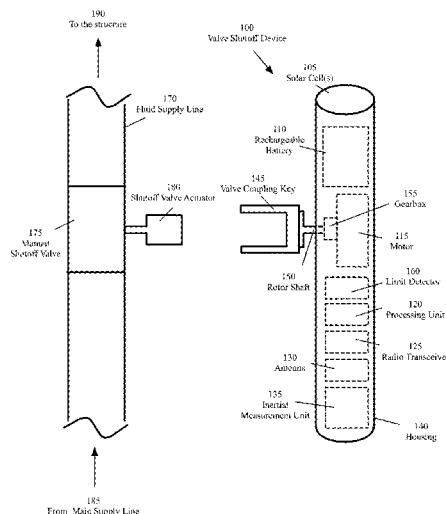 190
To the structure
100
Valve Shutoff Device
105
Solar Cell(s)
170
Fluid Supply Line
110
Rechargeable
Battery
145
Valve Coupling Key
180
Shutoff Valve Actuator
155
Gearbox
175
Manual
Shutoff Valve
115
Motor
150
Rotor Shaft
160
Limit Detector
120
Processing Unit
125
Radio Transceive
130
Antenna
135
Inertial
Measurement Unit
140
Housing
185
From Main Supply Line